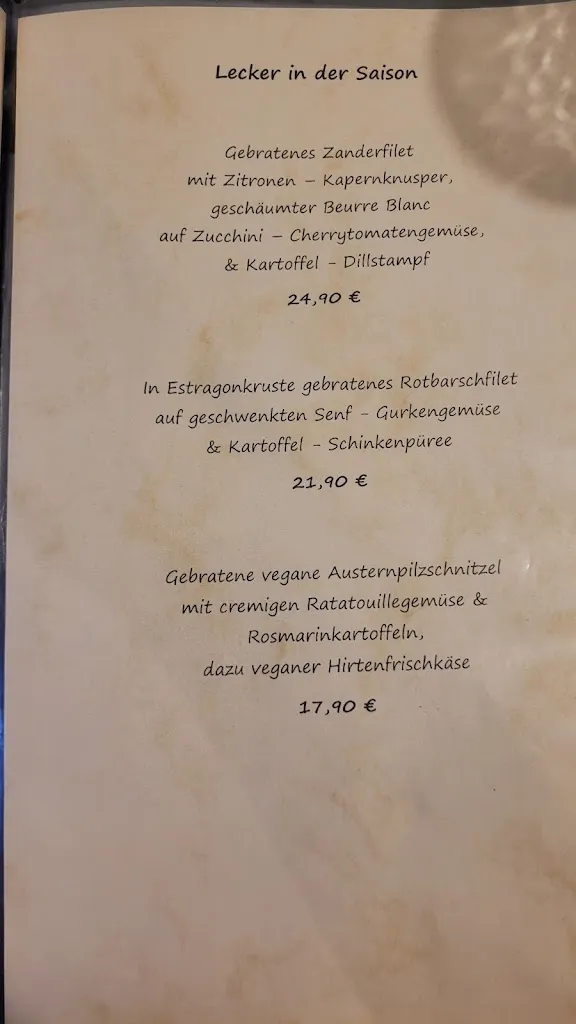 Lecker in der Saison
Gebratenes Zanderfilet
mit Zitronen – Kapernknusper,
geschäumter Beurre Blanc
auf Zucchini – Cherrytomatengemüse,
& Kartoffel - Dillstampf
24,90 €
In Estragonkruste gebratenes Rotbarschfilet
auf geschwenkten Senf - Gurkengemüse
& Kartoffel - Schinkenpüree
21,90 €
Gebratene vegane Austernpilzschnitzel
mit cremigen Ratatouillegemüse &
Rosmarinkartoffeln,
dazu veganer Hirtenfrischkäse
17,90 €